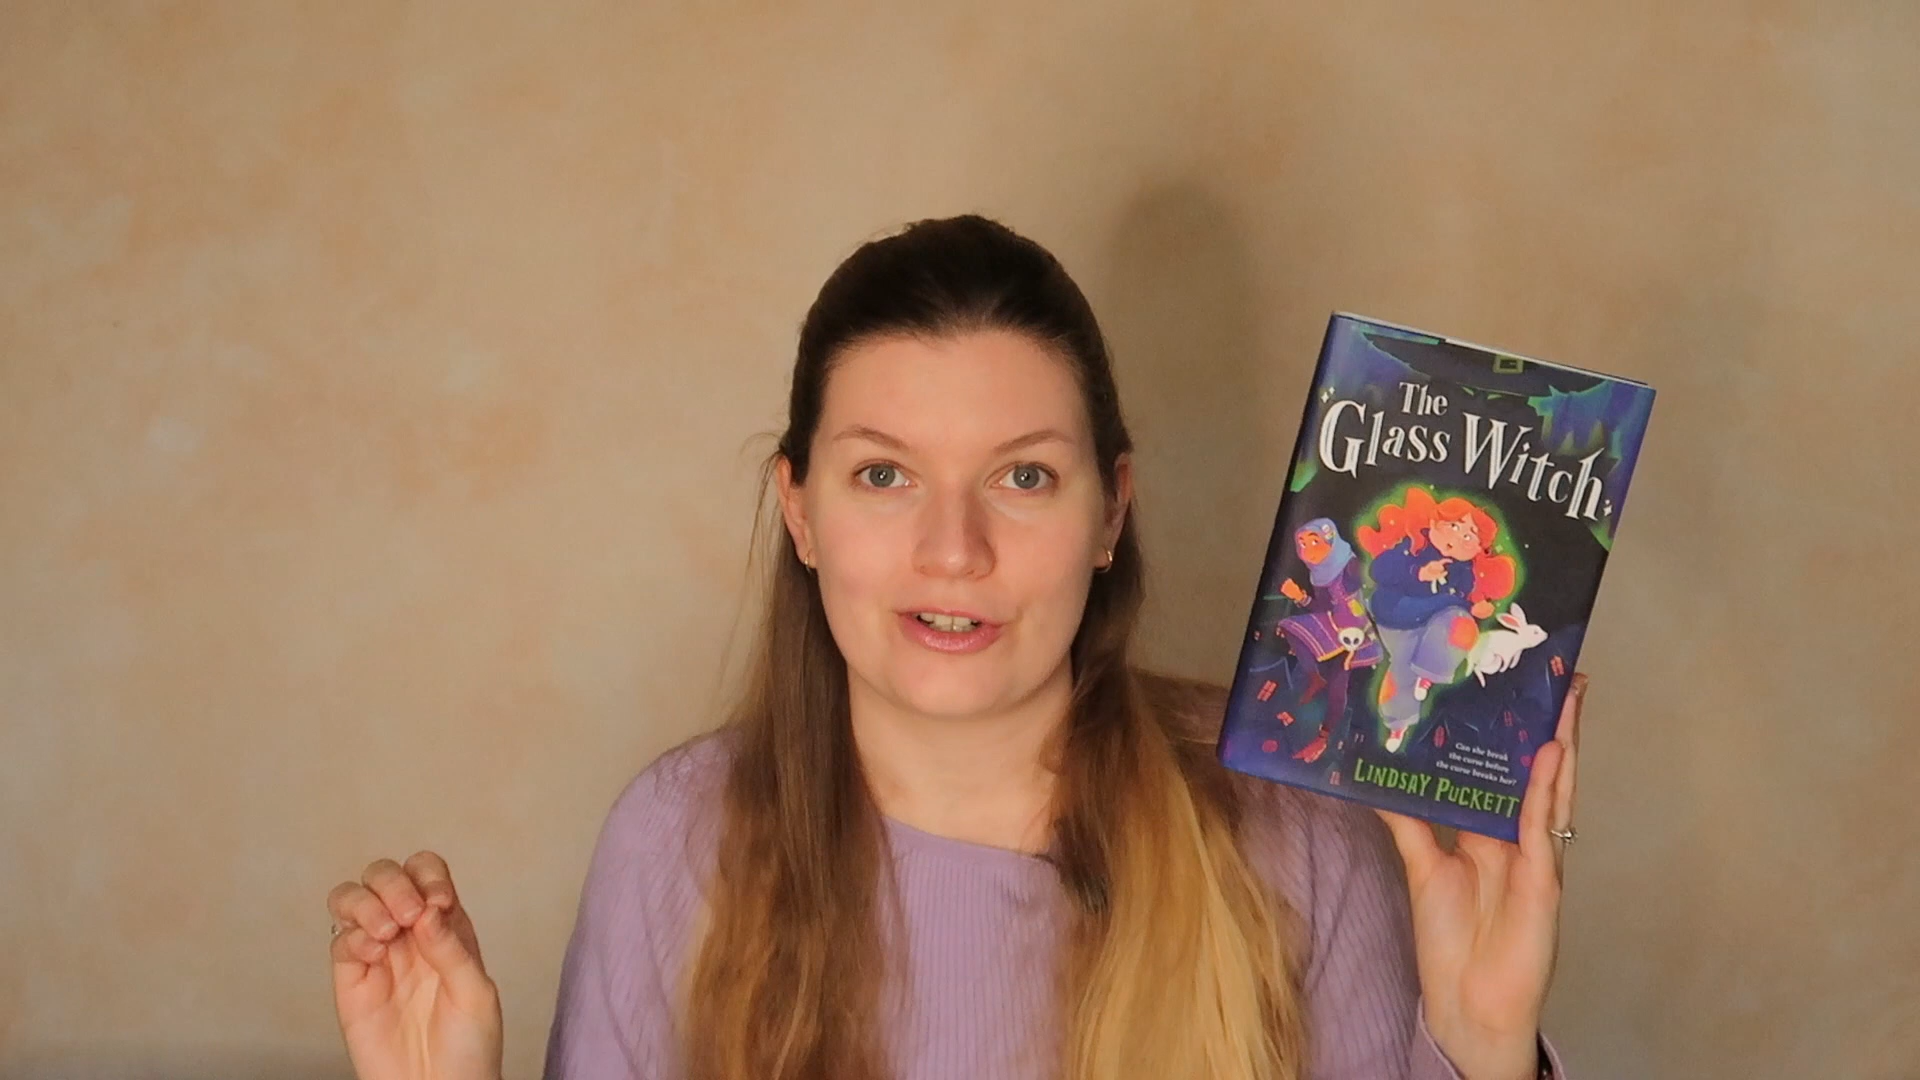 The
Glass Witch
Can she break
the curse before
the curse breaks her?
LINDSAY PUCKETT